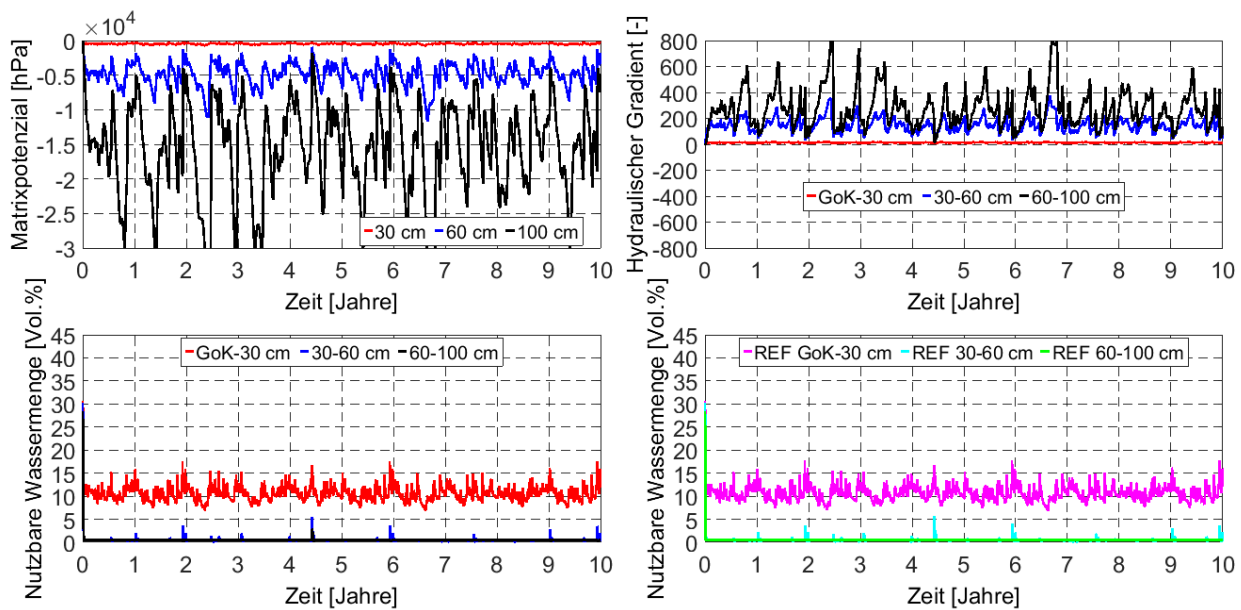 ×10⁴
Matrixpotenzial [hPa]
0
-0.5
-1
-1.5
-2
-2.5
-3
30 cm 60 cm 100 cm
0 1 2 3 4 5 6 7 8 9 10
Zeit [Jahre]
Hydraulischer Gradient [-]
800
600
400
200
0
-200
-400
-600
-800
GoK-30 cm 30-60 cm 60-100 cm
0 1 2 3 4 5 6 7 8 9 10
Zeit [Jahre]
Nutzbare Wassermenge [Vol.%]
45
40
35
30
25
20
15
10
5
0
GoK-30 cm 30-60 cm 60-100 cm
0 1 2 3 4 5 6 7 8 9 10
Zeit [Jahre]
Nutzbare Wassermenge [Vol.%]
45
40
35
30
25
20
15
10
5
0
REF GoK-30 cm REF 30-60 cm REF 60-100 cm
0 1 2 3 4 5 6 7 8 9 10
Zeit [Jahre]